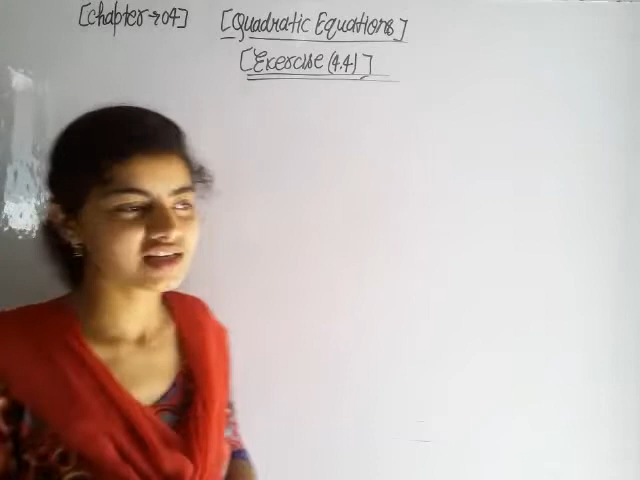 [Chapter → 04] [Quadratic Equations]
[Exercise (4.4)]